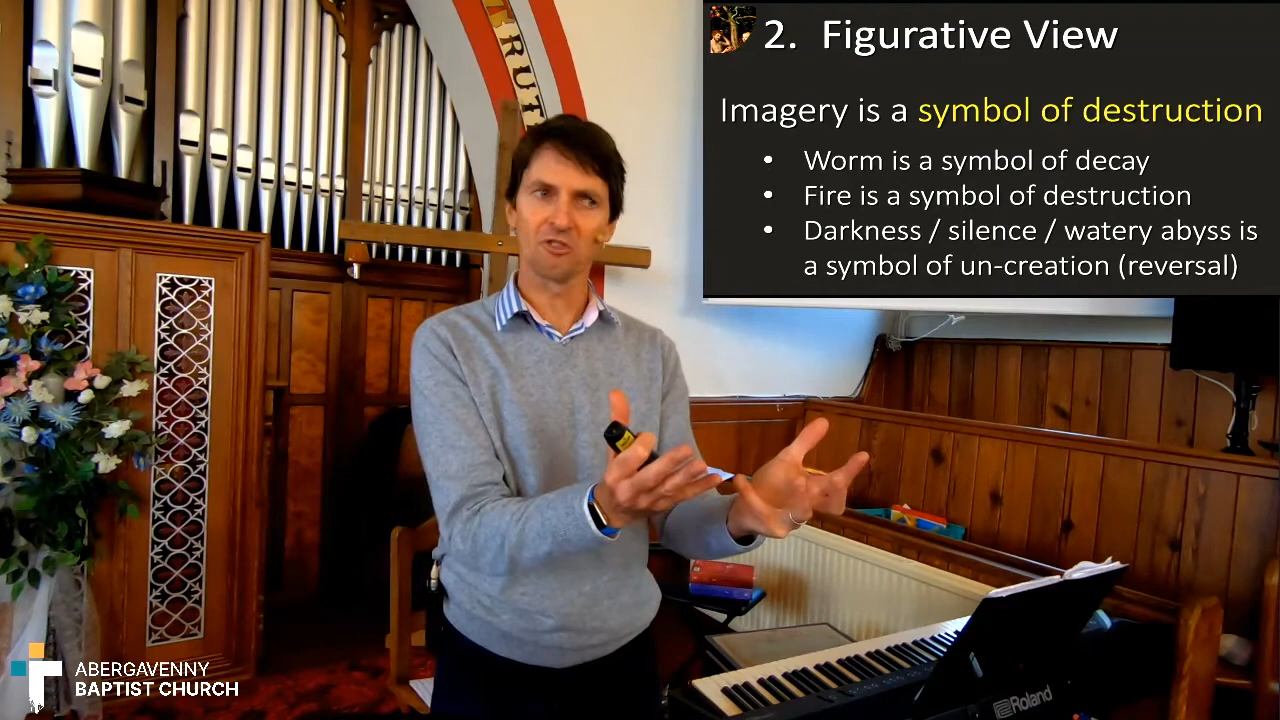 2. Figurative View
Imagery is a symbol of destruction
• Worm is a symbol of decay
• Fire is a symbol of destruction
• Darkness / silence / watery abyss is
a symbol of un-creation (reversal)
TRUT
Roland
ABERGAVENNY
BAPTIST CHURCH